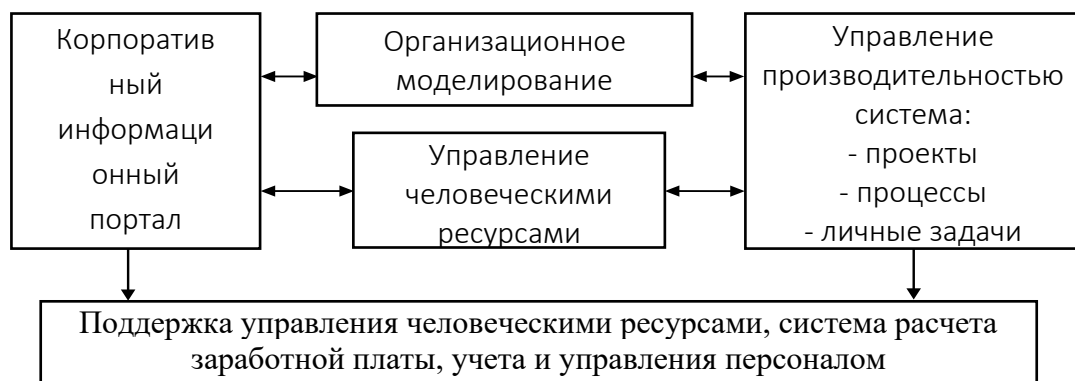 Корпоратив
ный
информаци
онный
портал
Организационное
моделирование
Управление
человеческими
ресурсами
Управление
производительностью
система:
- проекты
- процессы
- личные задачи
Поддержка управления человеческими ресурсами, система расчета
заработной платы, учета и управления персоналом